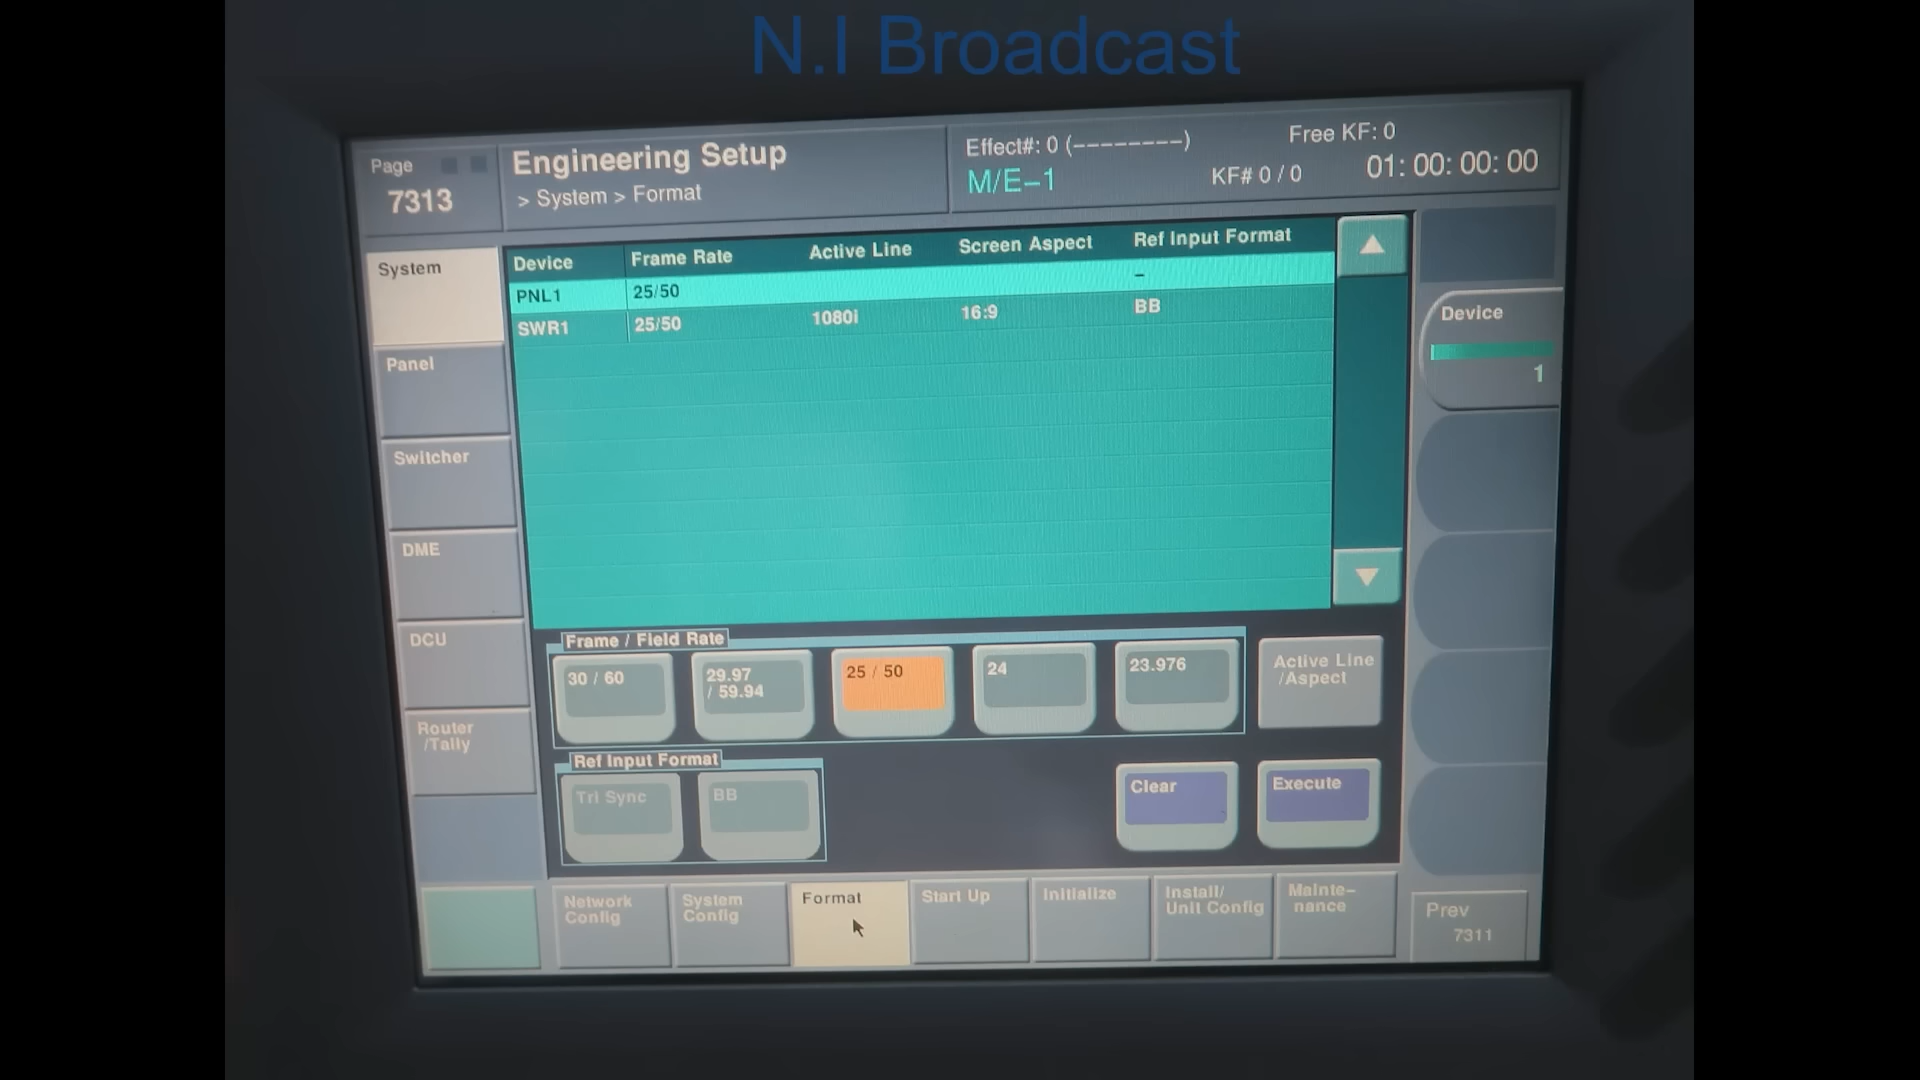 N.I Broadcast
Page
7313
Engineering Setup
> System > Format
Effect#: 0 (--------)
Free KF: 0
M/E-1
KF# 0 / 0
01: 00: 00: 00
System
Panel
Switcher
DME
DCU
Router
/Tally
Device Frame Rate Active Line Screen Aspect Ref Input Format
PNL1 25/50 –
SWR1 25/50 1080i 16:9 BB
Device
1
Frame / Field Rate
30 / 60
29.97
/ 59.94
25 / 50
24
23.976
Active Line
/Aspect
Ref Input Format
Tri Sync
BB
Clear
Execute
Network
Config
System
Config
Format
Start Up
Initialize
Install/
Unit Config
Mainte-
nance
Prev
7311